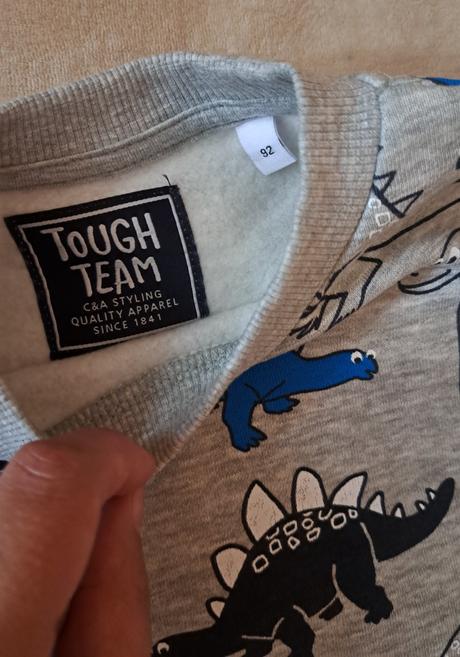 92
TOUGH
TEAM
C&A STYLING
QUALITY APPAREL
SINCE 1841